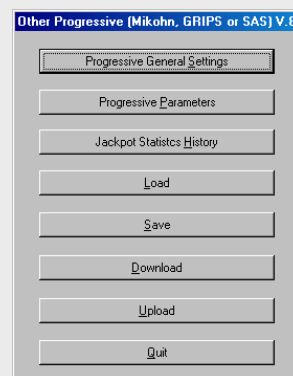 Other Progressive (Mikohn, GRIPS or SAS) V.8
Progressive General Settings
Progressive Parameters
Jackpot Statistcs History
Load
Save
Download
Upload
Quit